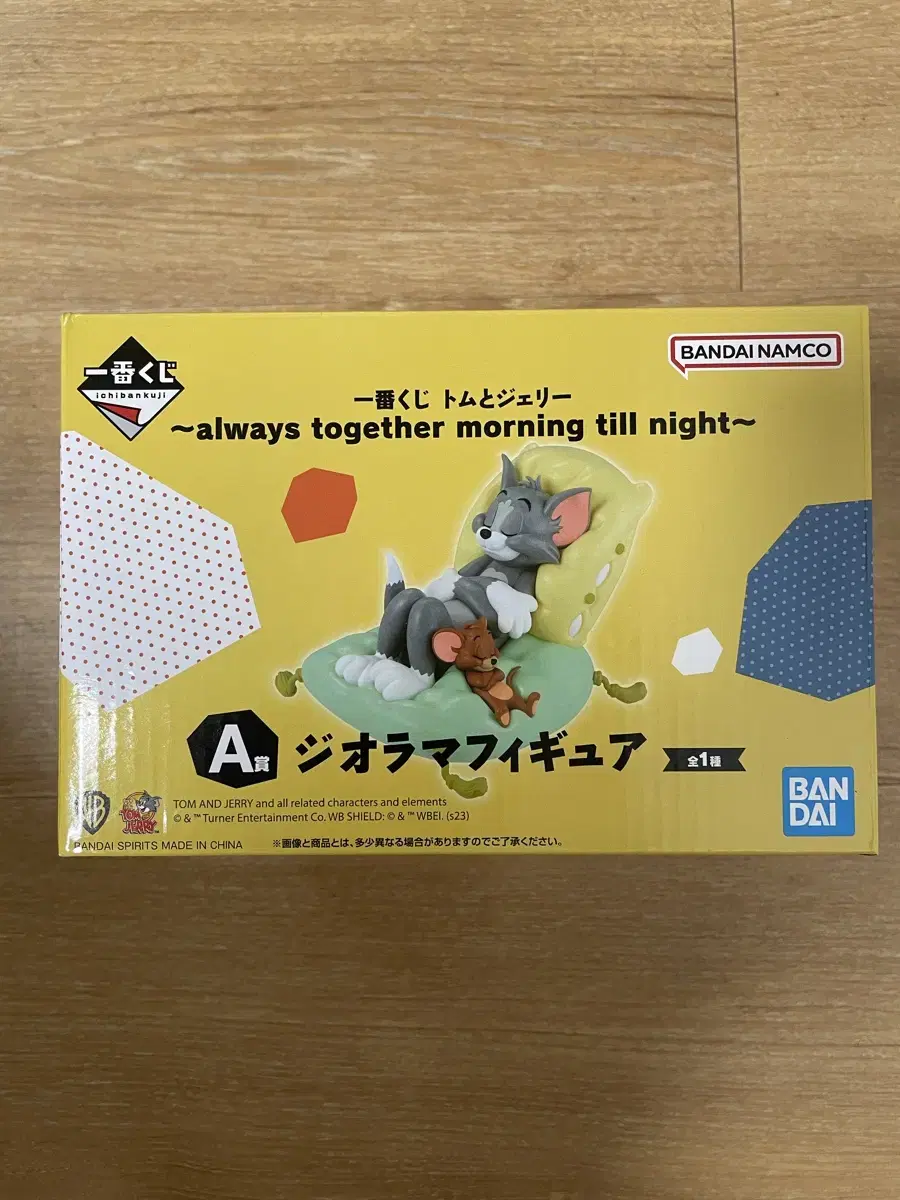 一番くじ
ichibankuji
BANDAI NAMCO
一番くじ トムとジェリー
～always together morning till night～
A賞 ジオラマフィギュア 全1種
WB
TOM AND JERRY
TOM AND JERRY and all related characters and elements
© & ™ Turner Entertainment Co. WB SHIELD: © & ™ WBEI. (s23)
BANDAI SPIRITS MADE IN CHINA
※画像と商品とは、多少異なる場合がありますのでご了承ください。
BAN
DAI